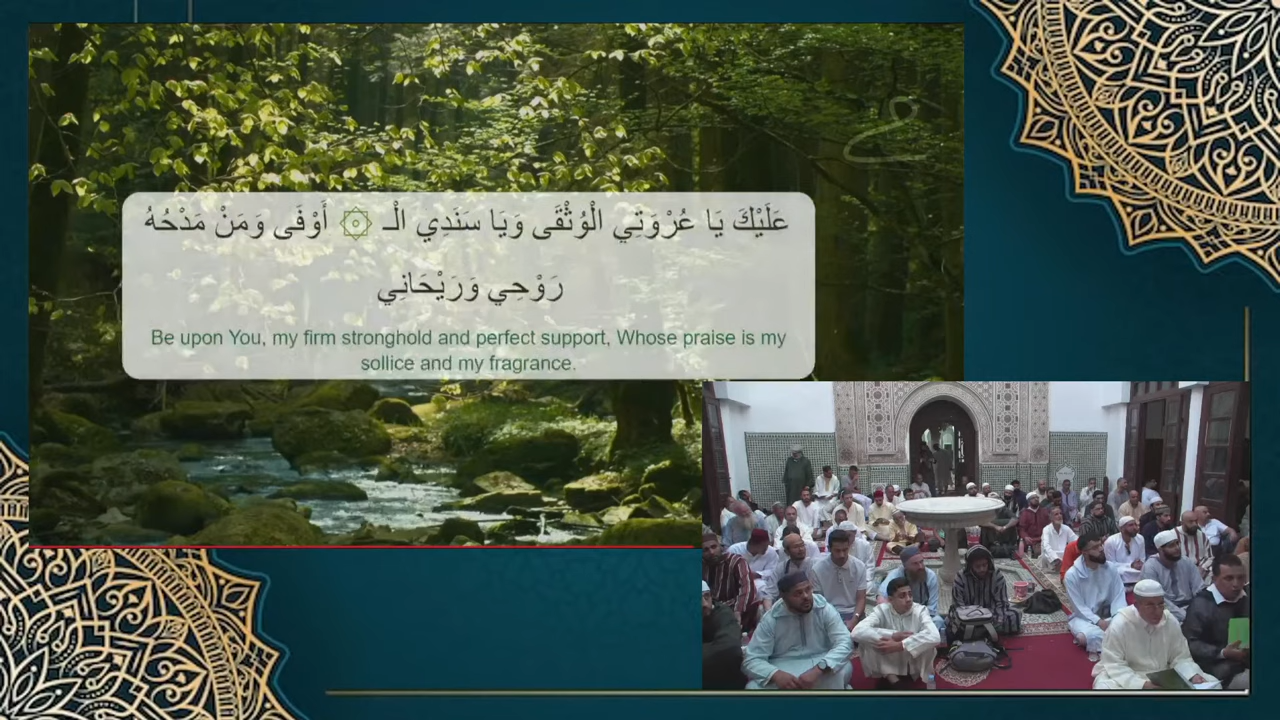 عَلَيْكَ يَا عُرْوَتِي الْوُثْقَى وَيَا سَنَدِي الْـ ۞ أَوْفَى وَمَنْ مَدْحُهُ
رَوْحِي وَرَيْحَانِي
Be upon You, my firm stronghold and perfect support, Whose praise is my
sollice and my fragrance.